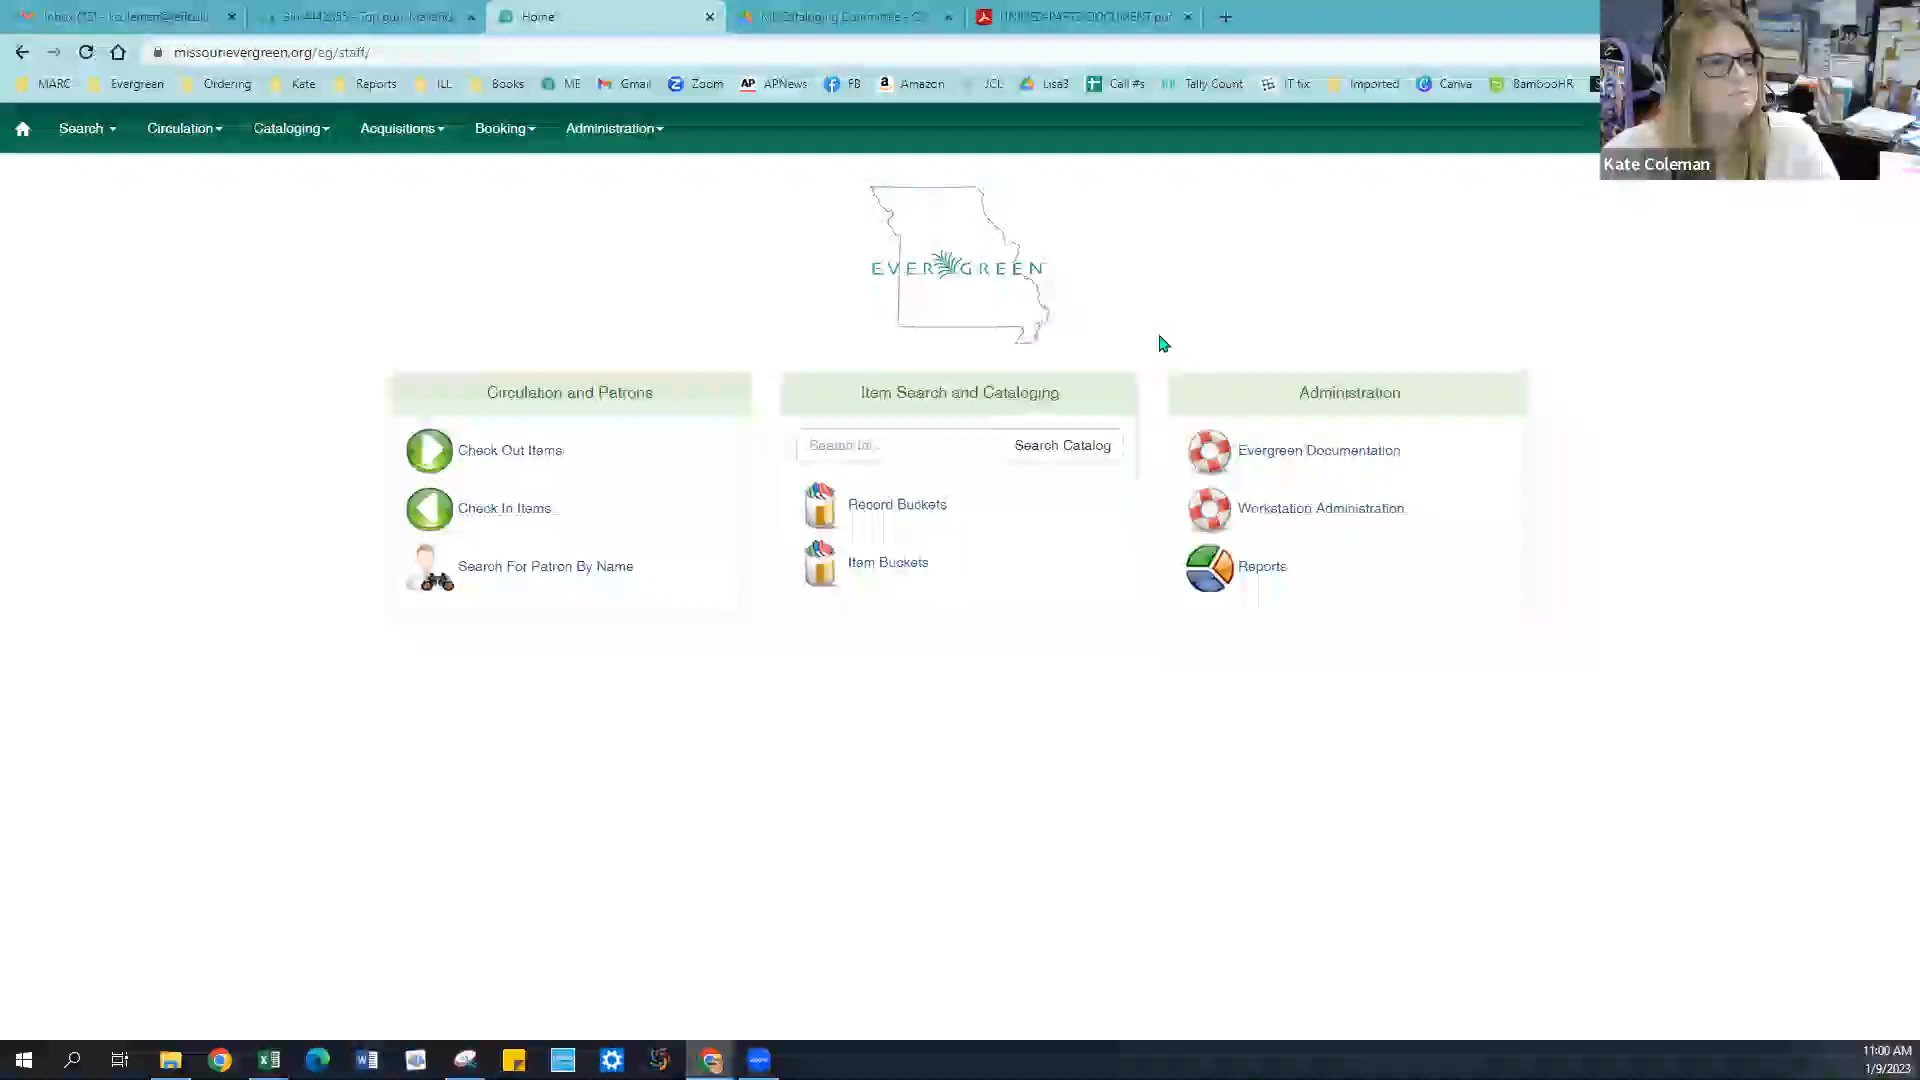 Home
missourievergreen.org/eg/staff/
MARC Evergreen Ordering Kate Reports ILL Books ME Gmail Zoom AP APNews FB Amazon JCL Lisa3 Call #s Tally Count IT fix Imported Canva BambooHR
Kate Coleman
Search Circulation Cataloging Acquisitions Booking Administration
EVERGREEN
Circulation and Patrons
Check Out Items
Check In Items
Search For Patron By Name
Item Search and Cataloging
Search Catalog
Record Buckets
Item Buckets
Administration
Evergreen Documentation
Workstation Administration
Reports
11:00 AM
1/9/2023